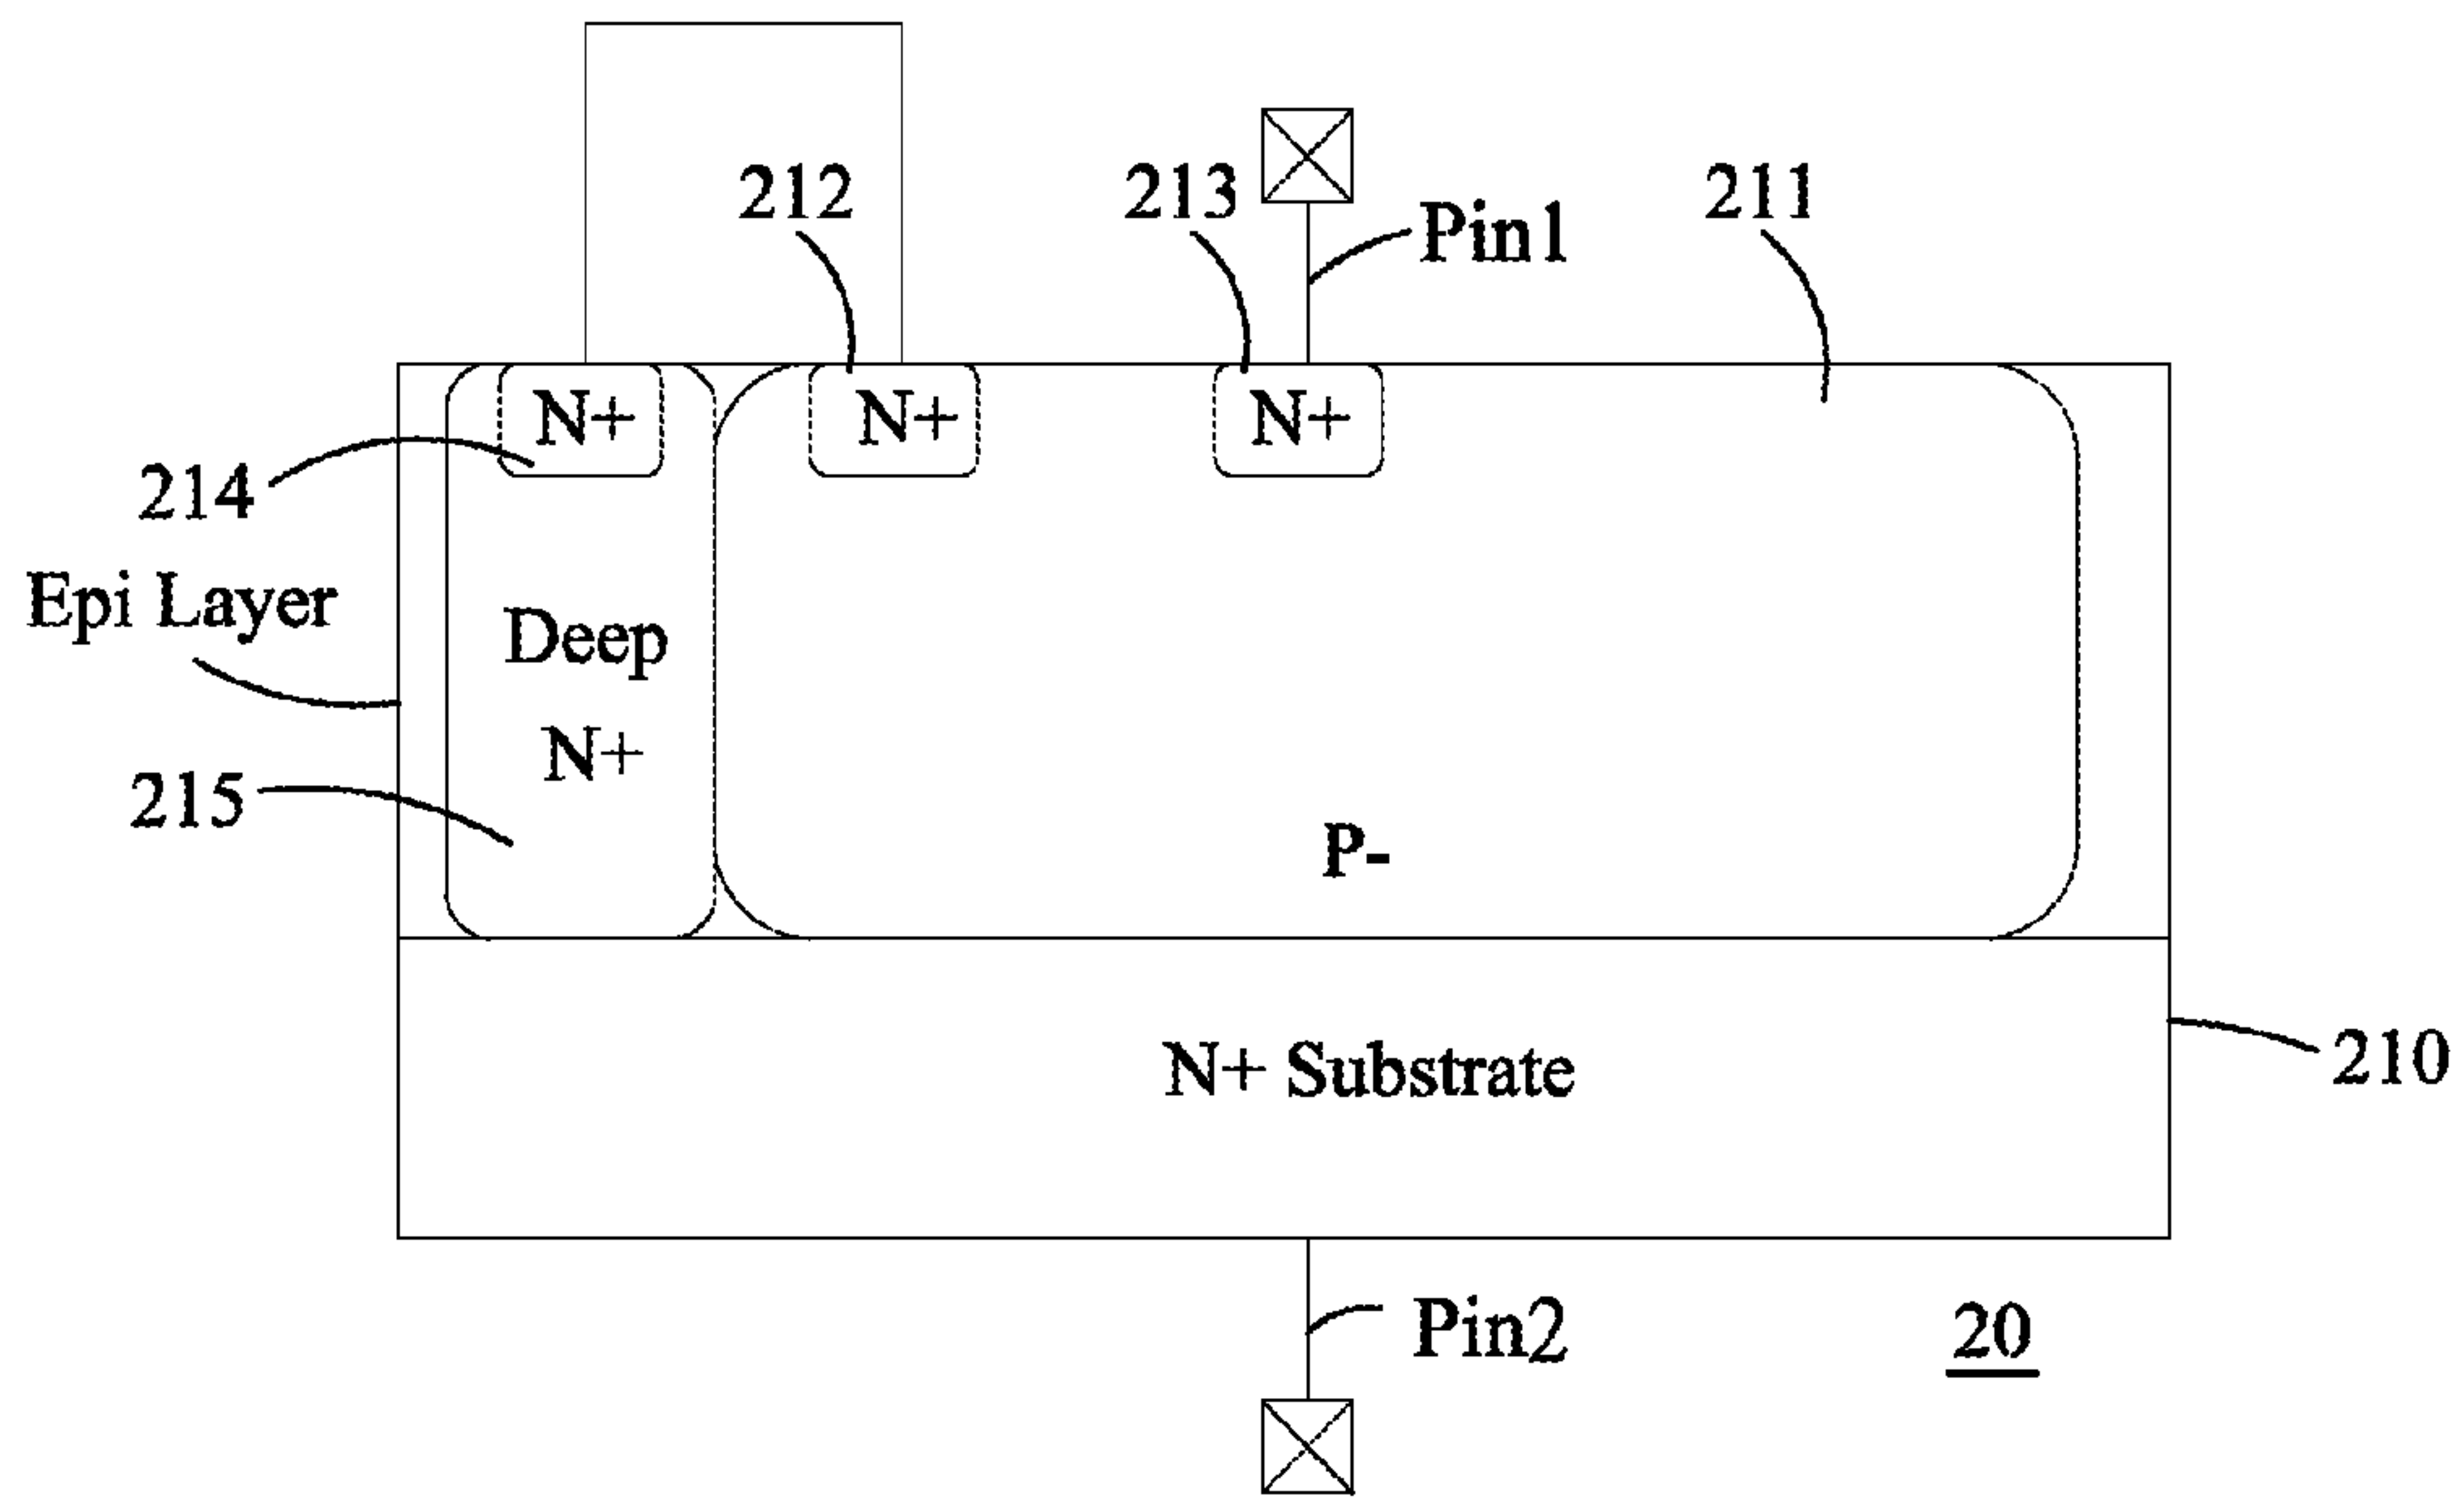 212
213
Pin1
211
N+
N+
N+
214
Epi Layer
Deep
N+
215
P-
N+ Substrate
210
Pin2
20